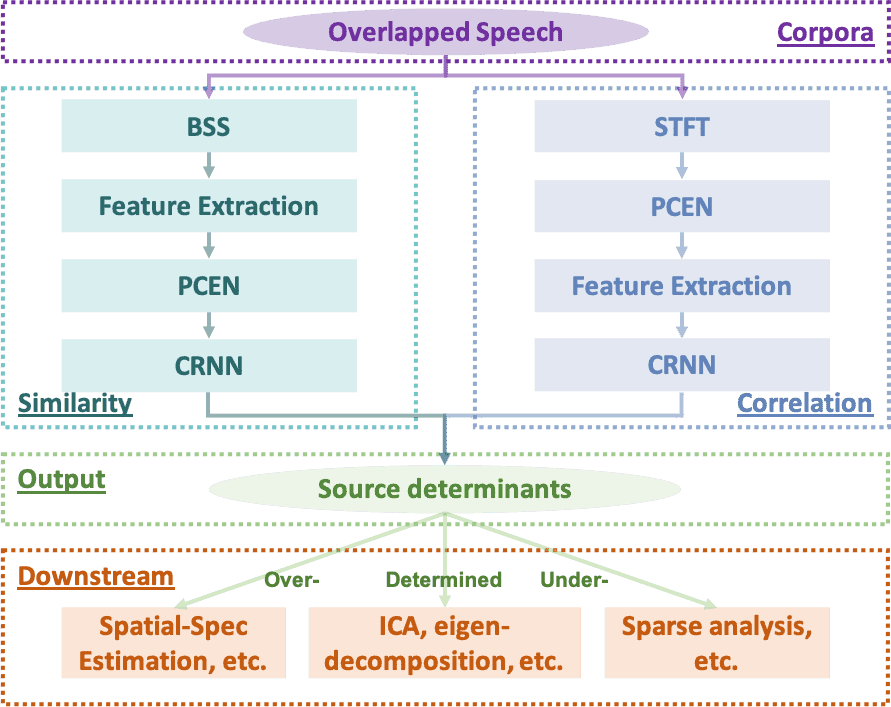 Overlapped Speech
Corpora
BSS
Feature Extraction
PCEN
CRNN
Similarity
STFT
PCEN
Feature Extraction
CRNN
Correlation
Output
Source determinants
Downstream
Over-
Determined
Under-
Spatial-Spec
Estimation, etc.
ICA, eigen-
decomposition, etc.
Sparse analysis,
etc.